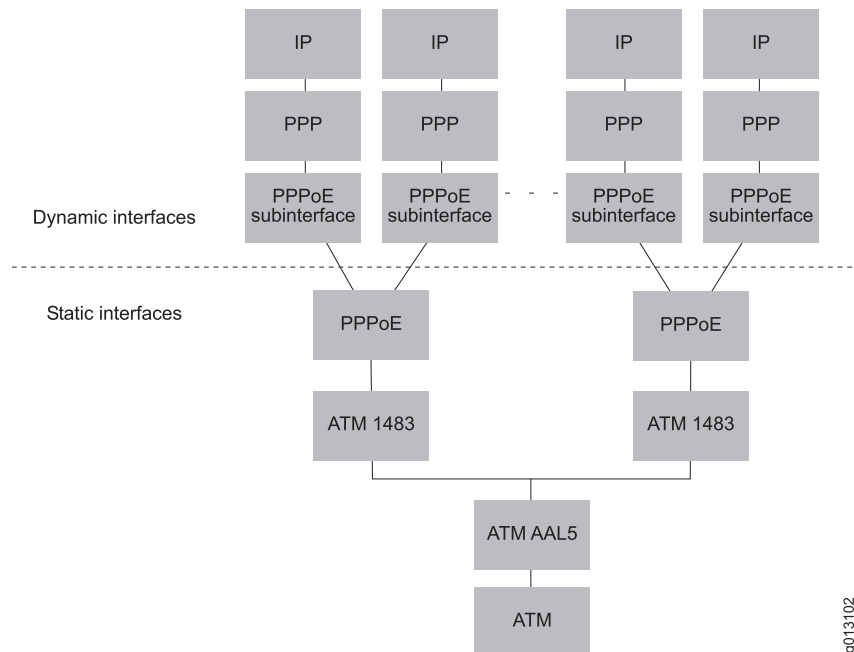 IP
IP
IP
IP
PPP
PPP
PPP
PPP
PPPoE
subinterface
PPPoE
subinterface
PPPoE
subinterface
PPPoE
subinterface
Dynamic interfaces
Static interfaces
PPPoE
PPPoE
ATM 1483
ATM 1483
ATM AAL5
ATM
g013102